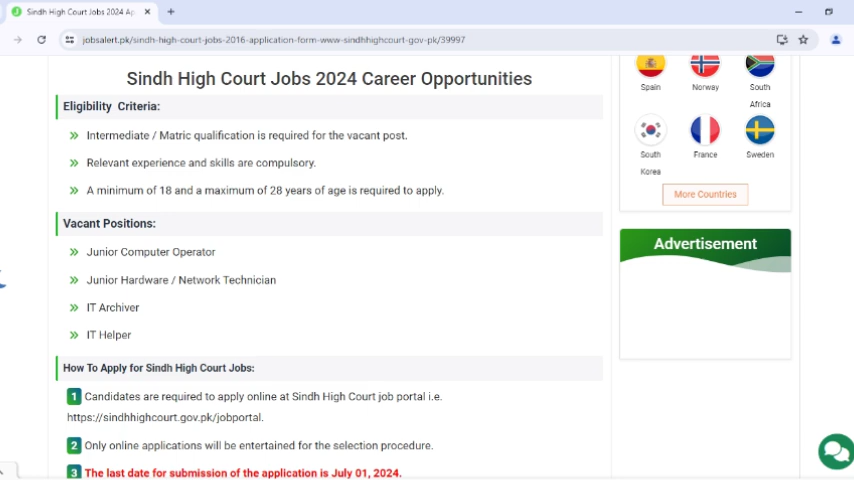 Sindh High Court Jobs 2024 Ap
jobsalert.pk/sindh-high-court-jobs-2016-application-form-www-sindhhighcourt-gov-pk/39997
Sindh High Court Jobs 2024 Career Opportunities
Eligibility Criteria:
Intermediate / Matric qualification is required for the vacant post.
Relevant experience and skills are compulsory.
A minimum of 18 and a maximum of 28 years of age is required to apply.
Vacant Positions:
Junior Computer Operator
Junior Hardware / Network Technician
IT Archiver
IT Helper
How To Apply for Sindh High Court Jobs:
1 Candidates are required to apply online at Sindh High Court job portal i.e.
https://sindhhighcourt.gov.pk/jobportal.
2 Only online applications will be entertained for the selection procedure.
3 The last date for submission of the application is July 01, 2024.
Spain
Norway
South
Africa
South
Korea
France
Sweden
More Countries
Advertisement